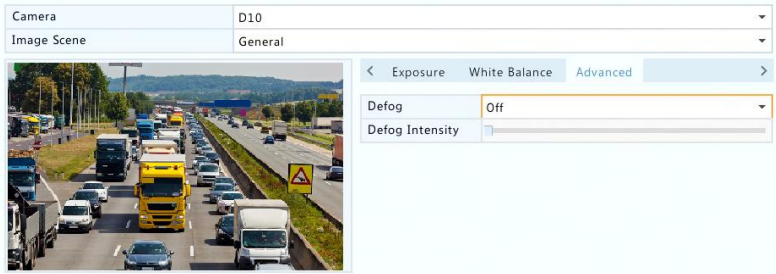 Camera D10
Image Scene General
< Exposure White Balance Advanced >
Defog Off
Defog Intensity